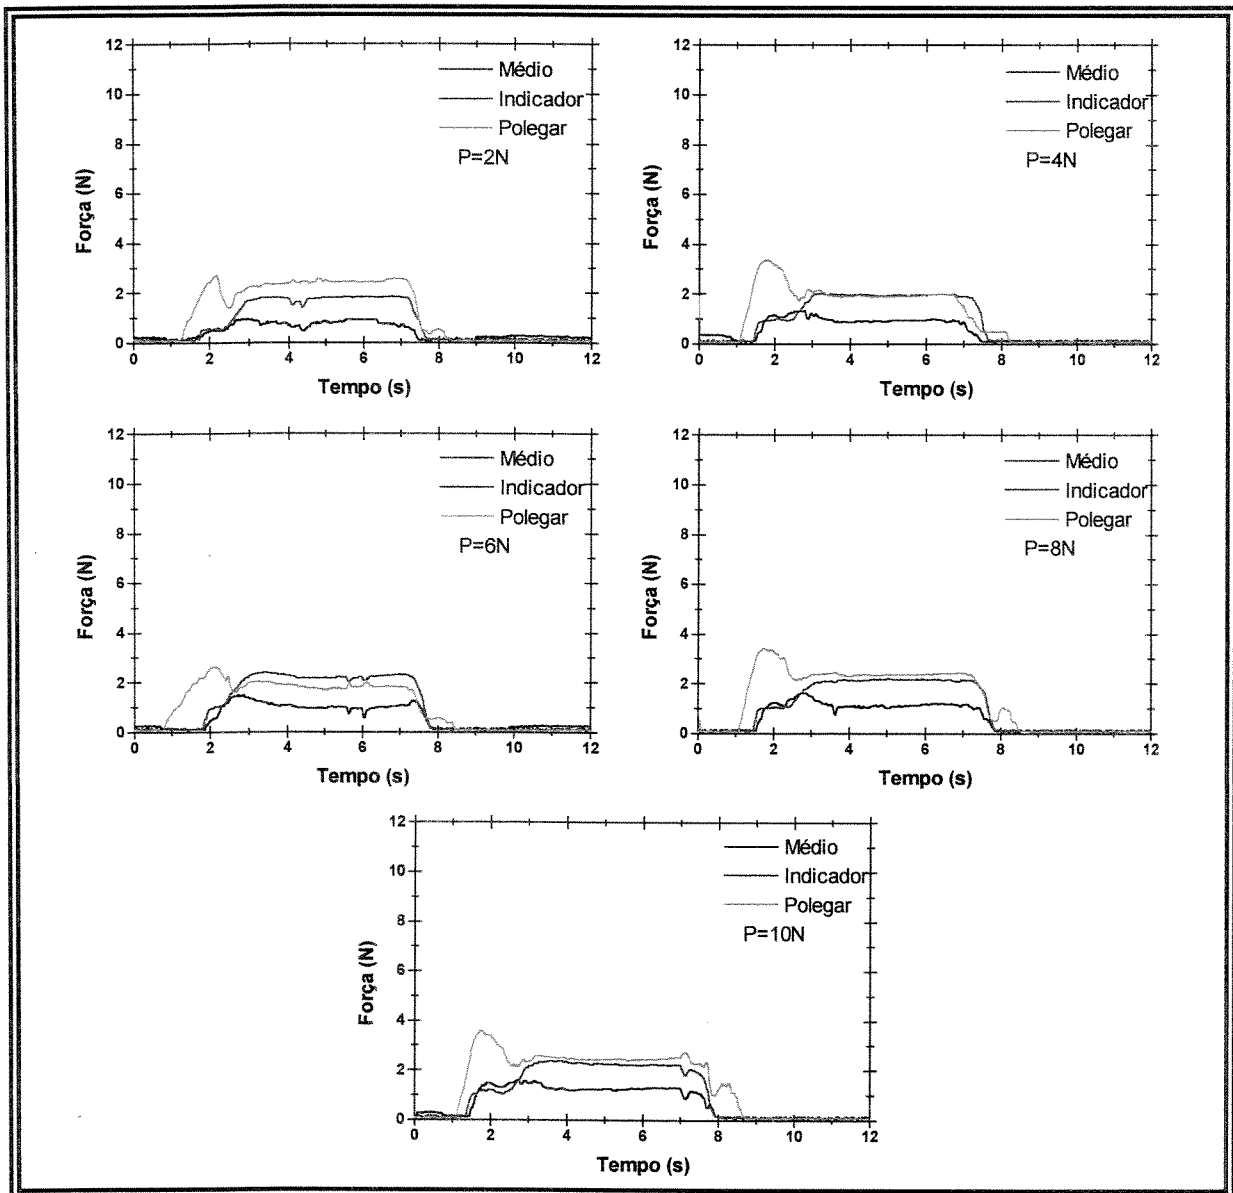 12
10
8
6
4
2
0
Força (N)
Médio
Indicador
Polegar
P=2N
0 2 4 6 8 10 12
Tempo (s)
12
10
8
6
4
2
0
Força (N)
Médio
Indicador
Polegar
P=4N
0 2 4 6 8 10 12
Tempo (s)
12
10
8
6
4
2
0
Força (N)
Médio
Indicador
Polegar
P=6N
0 2 4 6 8 10 12
Tempo (s)
12
10
8
6
4
2
0
Força (N)
Médio
Indicador
Polegar
P=8N
0 2 4 6 8 10 12
Tempo (s)
12
10
8
6
4
2
0
Força (N)
Médio
Indicador
Polegar
P=10N
0 2 4 6 8 10 12
Tempo (s)